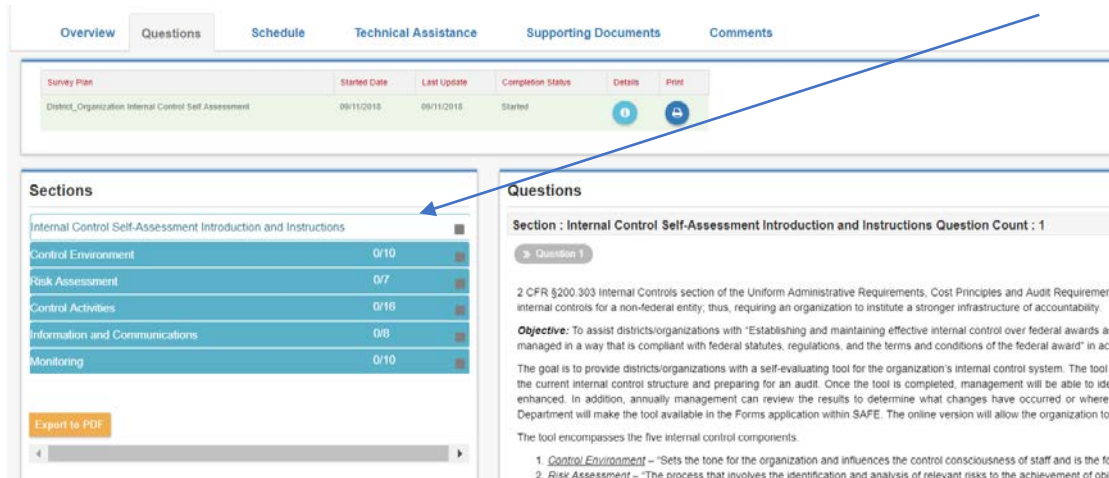 Overview Questions Schedule Technical Assistance Supporting Documents Comments
Survey Plan Started Date Last Update Completion Status Details Print
District_Organization Internal Control Self Assessment 09/11/2018 09/11/2018 Started
Sections
Internal Control Self-Assessment Introduction and Instructions
Control Environment 0/10
Risk Assessment 0/7
Control Activities 0/16
Information and Communications 0/8
Monitoring 0/10
Export to PDF
Questions
Section : Internal Control Self-Assessment Introduction and Instructions Question Count : 1
» Question 1
2 CFR §200.303 Internal Controls section of the Uniform Administrative Requirements, Cost Principles and Audit Requiremen
internal controls for a non-federal entity; thus, requiring an organization to institute a stronger infrastructure of accountability.
Objective: To assist districts/organizations with "Establishing and maintaining effective internal control over federal awards a
managed in a way that is compliant with federal statutes, regulations, and the terms and conditions of the federal award" in ac
The goal is to provide districts/organizations with a self-evaluating tool for the organization's internal control system. The tool
the current internal control structure and preparing for an audit. Once the tool is completed, management will be able to ide
enhanced. In addition, annually management can review the results to determine what changes have occurred or where
Department will make the tool available in the Forms application within SAFE. The online version will allow the organization to
The tool encompasses the five internal control components:
1. Control Environment – "Sets the tone for the organization and influences the control consciousness of staff and is the fo
2. Risk Assessment – "The process that involves the identification and analysis of relevant risks to the achievement of obj